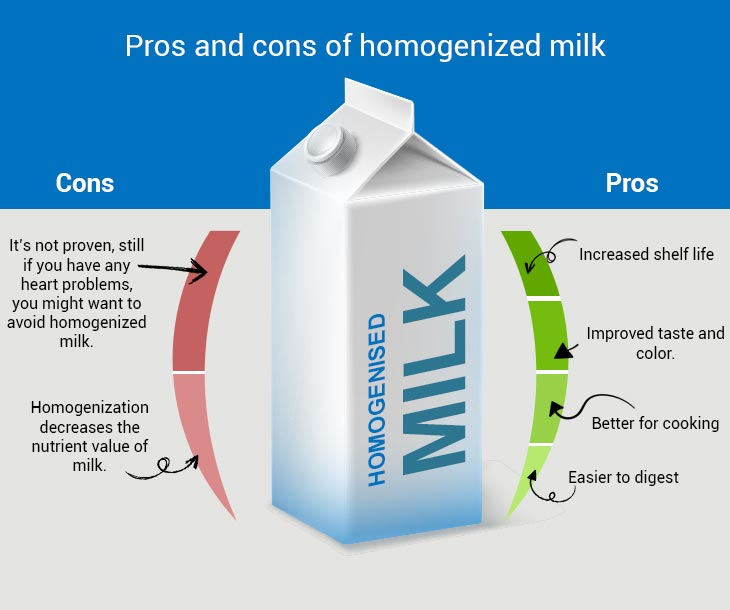 Pros and cons of homogenized milk
Cons
Pros
It's not proven, still
if you have any
heart problems,
you might want to
avoid homogenized
milk.
Homogenization
decreases the
nutrient value of
milk.
HOMOGENISED
MILK
Increased shelf life
Improved taste and
color.
Better for cooking
Easier to digest